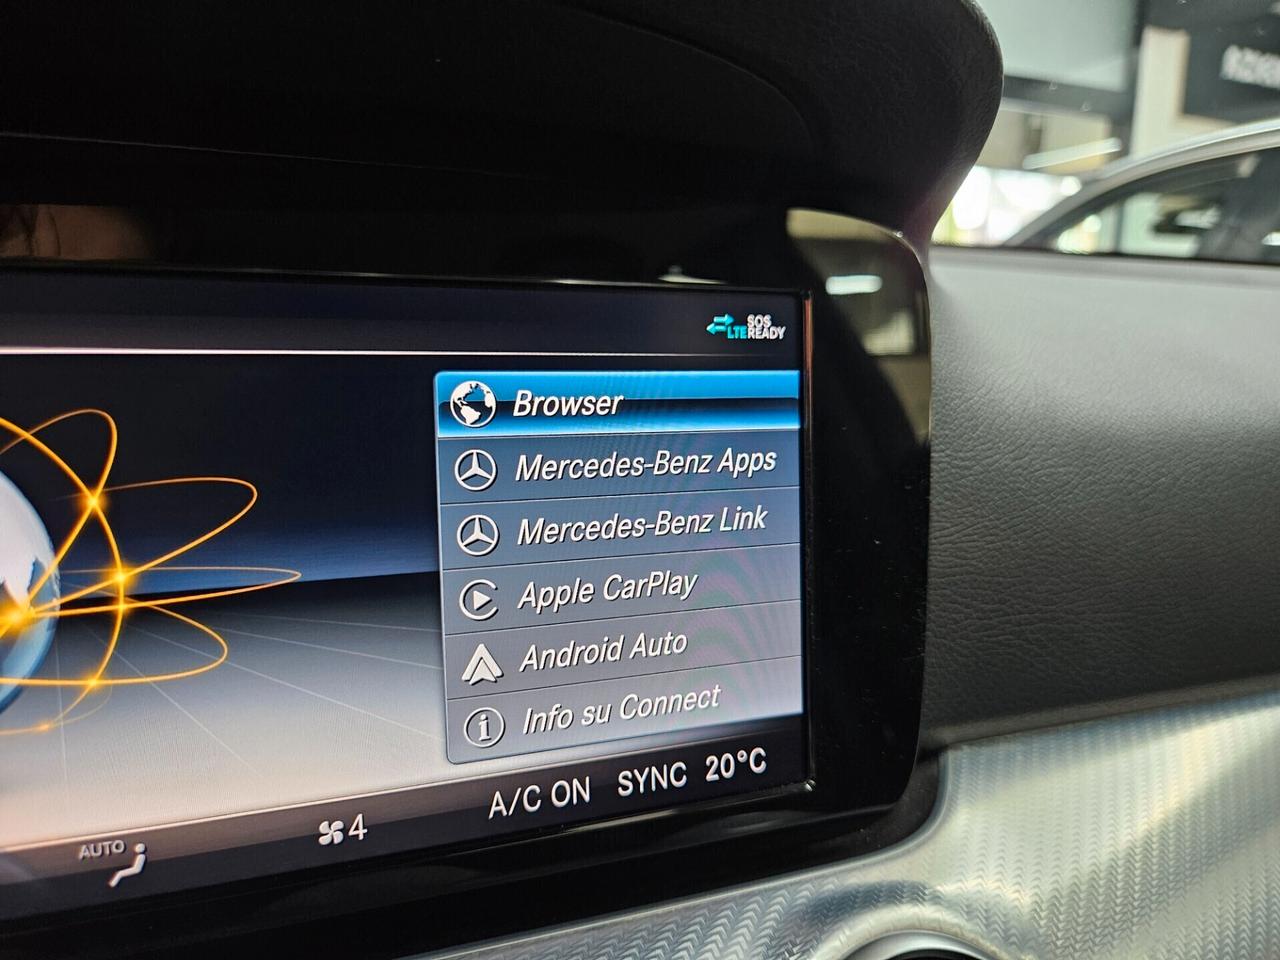 SOS
LTE READY
Browser
Mercedes-Benz Apps
Mercedes-Benz Link
Apple CarPlay
Android Auto
Info su Connect
A/C ON SYNC 20°C
4
AUTO